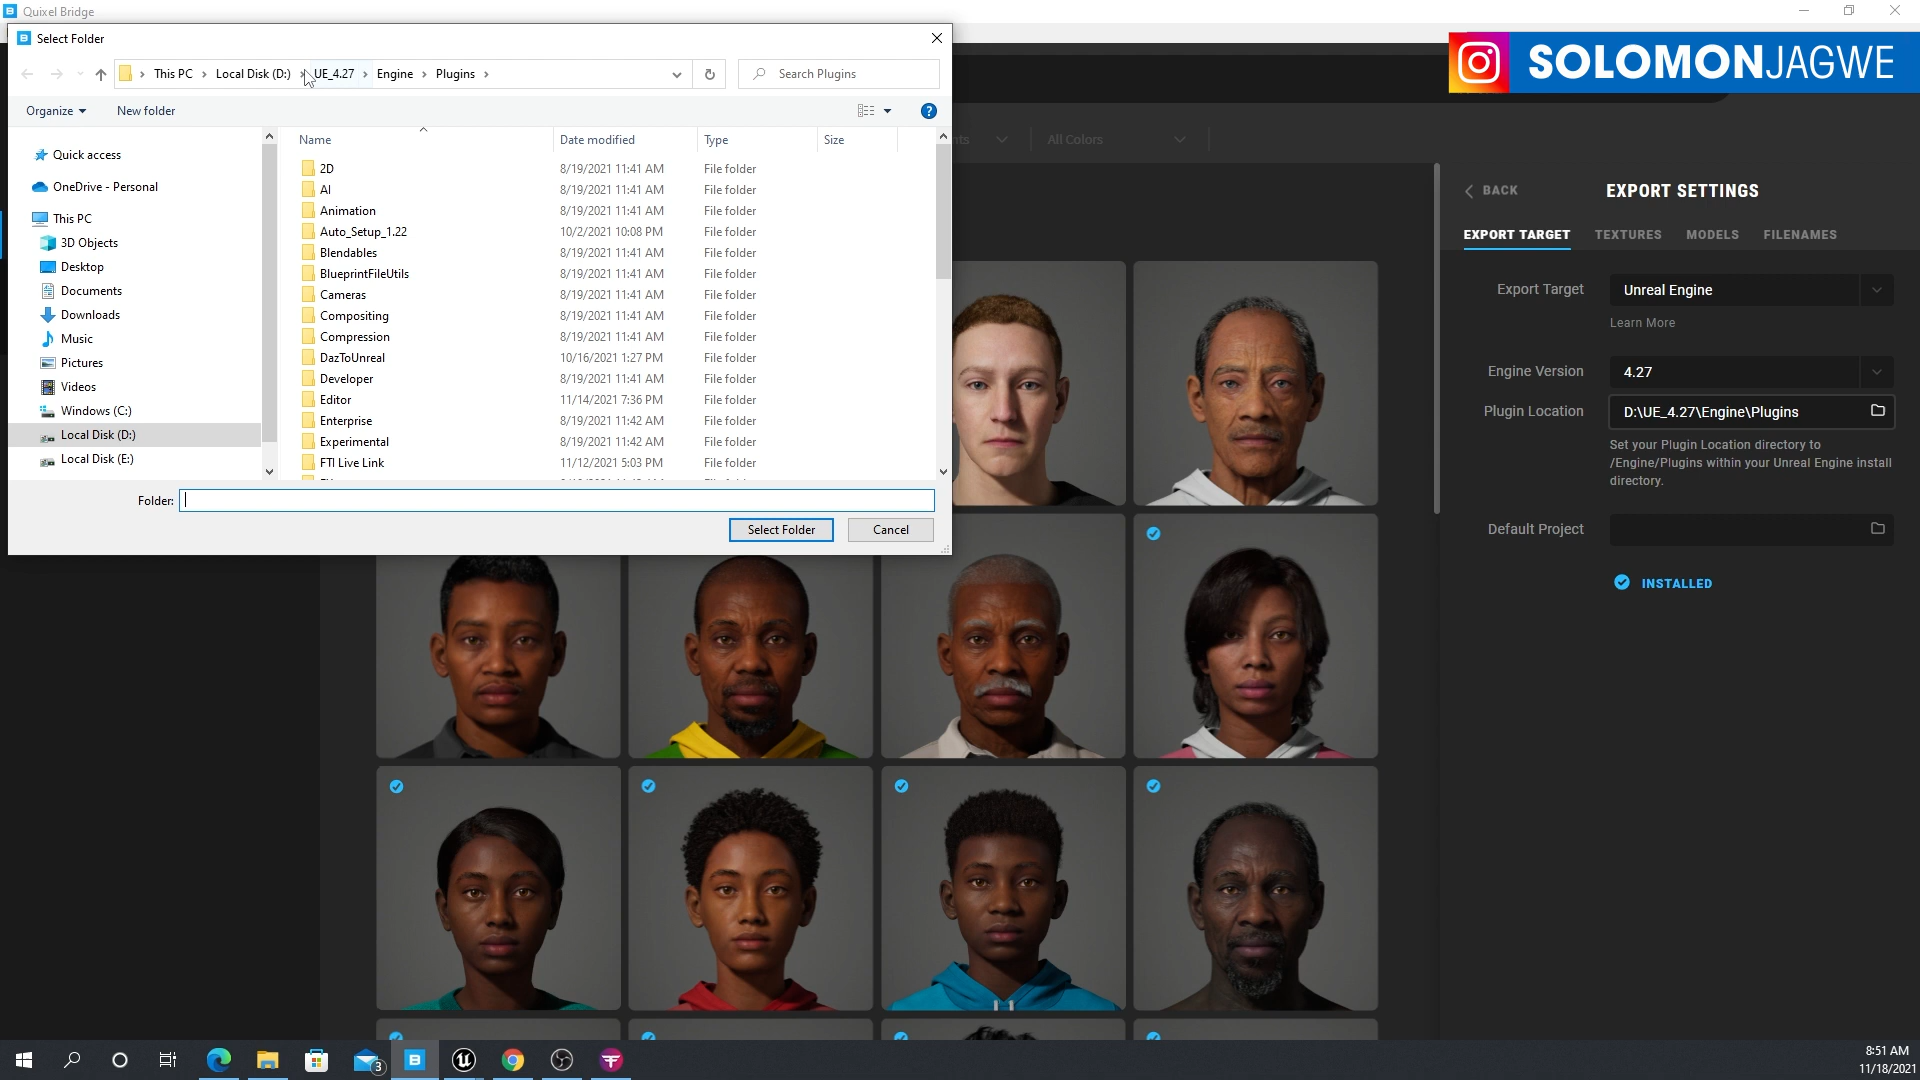 Quixel Bridge
Select Folder
This PC > Local Disk (D:) > UE_4.27 > Engine > Plugins >
Search Plugins
Organize
New folder
Name Date modified Type Size
2D 8/19/2021 11:41 AM File folder
AI 8/19/2021 11:41 AM File folder
Animation 8/19/2021 11:41 AM File folder
Auto_Setup_1.22 10/2/2021 10:08 PM File folder
Blendables 8/19/2021 11:41 AM File folder
BlueprintFileUtils 8/19/2021 11:41 AM File folder
Cameras 8/19/2021 11:41 AM File folder
Compositing 8/19/2021 11:41 AM File folder
Compression 8/19/2021 11:41 AM File folder
DazToUnreal 10/16/2021 1:27 PM File folder
Developer 8/19/2021 11:41 AM File folder
Editor 11/14/2021 7:36 PM File folder
Enterprise 8/19/2021 11:42 AM File folder
Experimental 8/19/2021 11:42 AM File folder
FTI Live Link 11/12/2021 5:03 PM File folder
Quick access
OneDrive - Personal
This PC
3D Objects
Desktop
Documents
Downloads
Music
Pictures
Videos
Windows (C:)
Local Disk (D:)
Local Disk (E:)
Folder:
Select Folder
Cancel
SOLOMONJAGWE
All Colors
BACK
EXPORT SETTINGS
EXPORT TARGET TEXTURES MODELS FILENAMES
Export Target Unreal Engine
Learn More
Engine Version 4.27
Plugin Location D:\UE_4.27\Engine\Plugins
Set your Plugin Location directory to
/Engine/Plugins within your Unreal Engine install
directory.
Default Project
INSTALLED
3
8:51 AM
11/18/2021